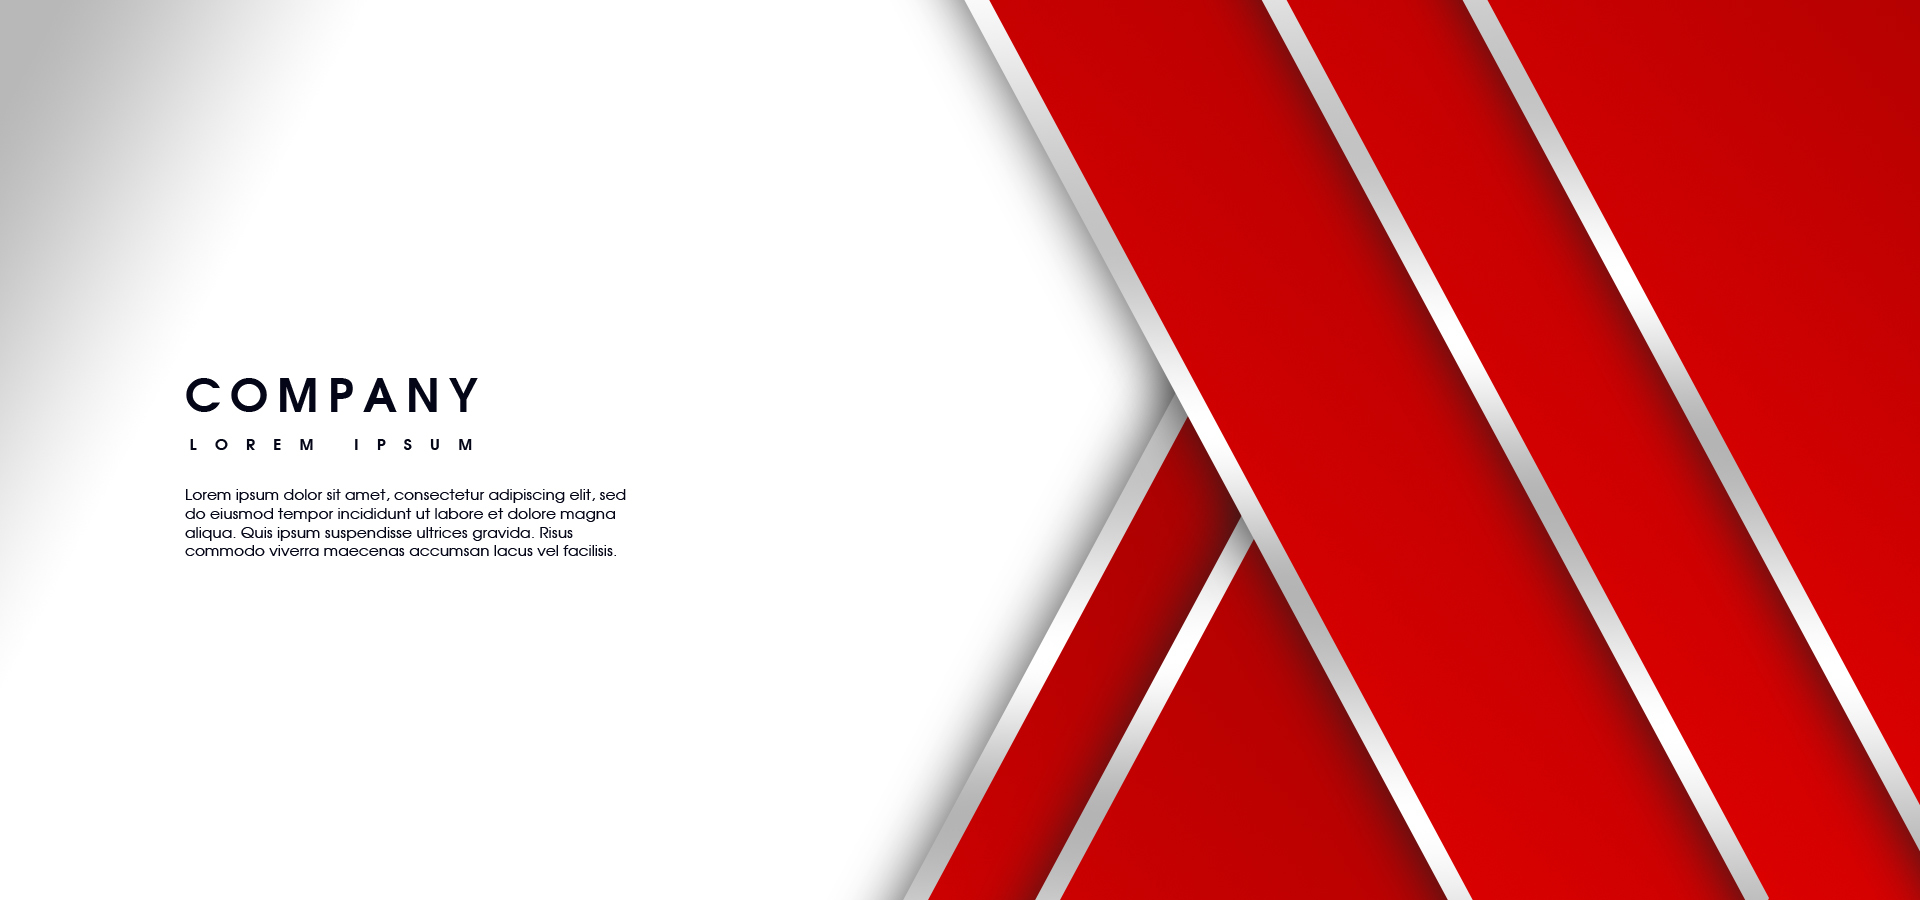 COMPANY
LOREM IPSUM
Lorem ipsum dolor sit amet, consectetur adipiscing elit, sed
do eiusmod tempor incididunt ut labore et dolore magna
aliqua. Quis ipsum suspendisse ultrices gravida. Risus
commodo viverra maecenas accumsan lacus vel facilisis.